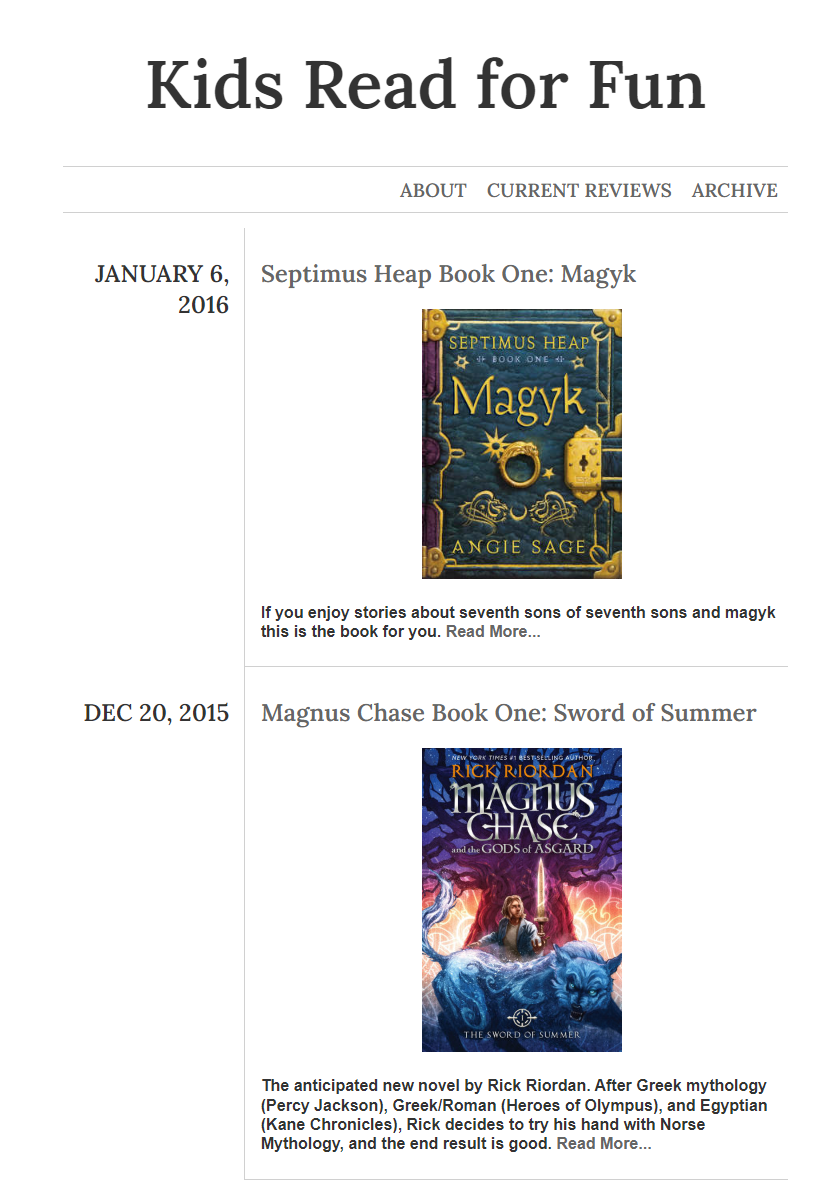 Kids Read for Fun
ABOUT CURRENT REVIEWS ARCHIVE
JANUARY 6,
2016
Septimus Heap Book One: Magyk
SEPTIMUS HEAP
BOOK ONE
Magyk
ANGIE SAGE
If you enjoy stories about seventh sons of seventh sons and magyk
this is the book for you. Read More...
DEC 20, 2015
Magnus Chase Book One: Sword of Summer
NEW YORK TIMES #1 BEST-SELLING AUTHOR
RICK RIORDAN
MAGNUS
CHASE
and the GODS of ASGARD
THE SWORD OF SUMMER
The anticipated new novel by Rick Riordan. After Greek mythology
(Percy Jackson), Greek/Roman (Heroes of Olympus), and Egyptian
(Kane Chronicles), Rick decides to try his hand with Norse
Mythology, and the end result is good. Read More...